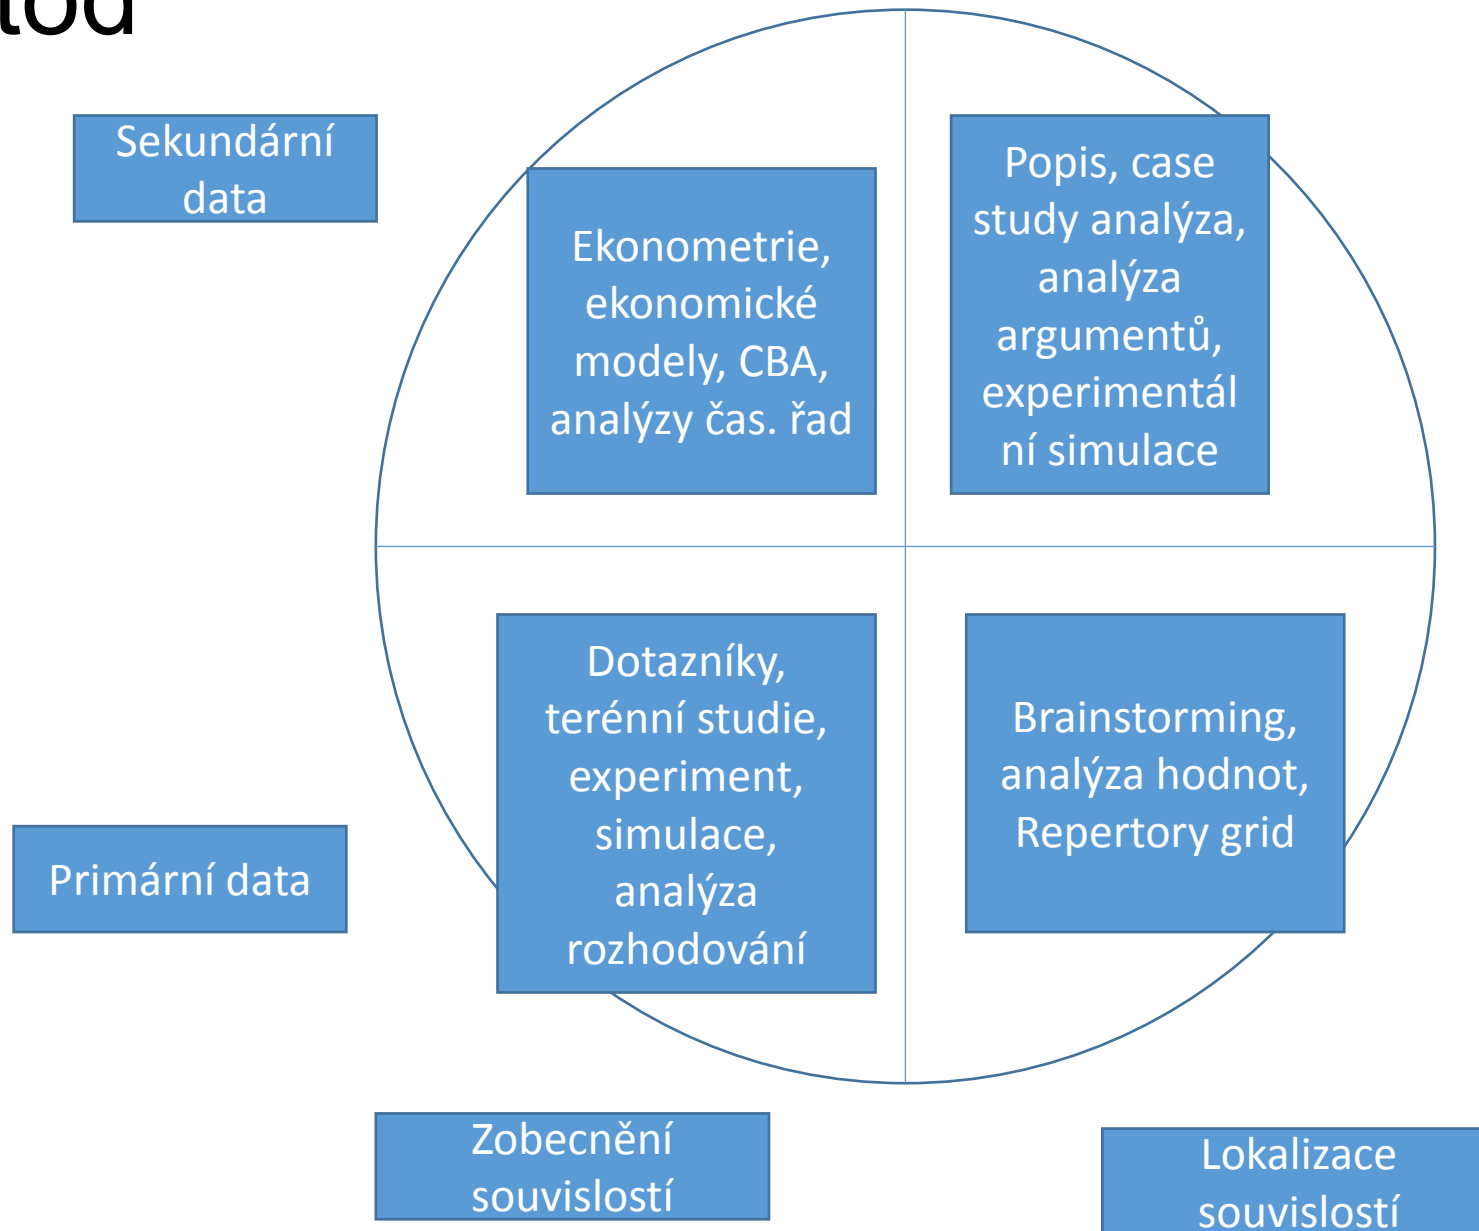 tod
Sekundární
data
Ekonometrie,
ekonomické
modely, CBA,
analýzy čas. řad
Popis, case
study analýza,
analýza
argumentů,
experimentál
ní simulace
Primární data
Dotazníky,
terénní studie,
experiment,
simulace,
analýza
rozhodování
Brainstorming,
analýza hodnot,
Repertory grid
Zobecnění
souvislostí
Lokalizace
souvislostí